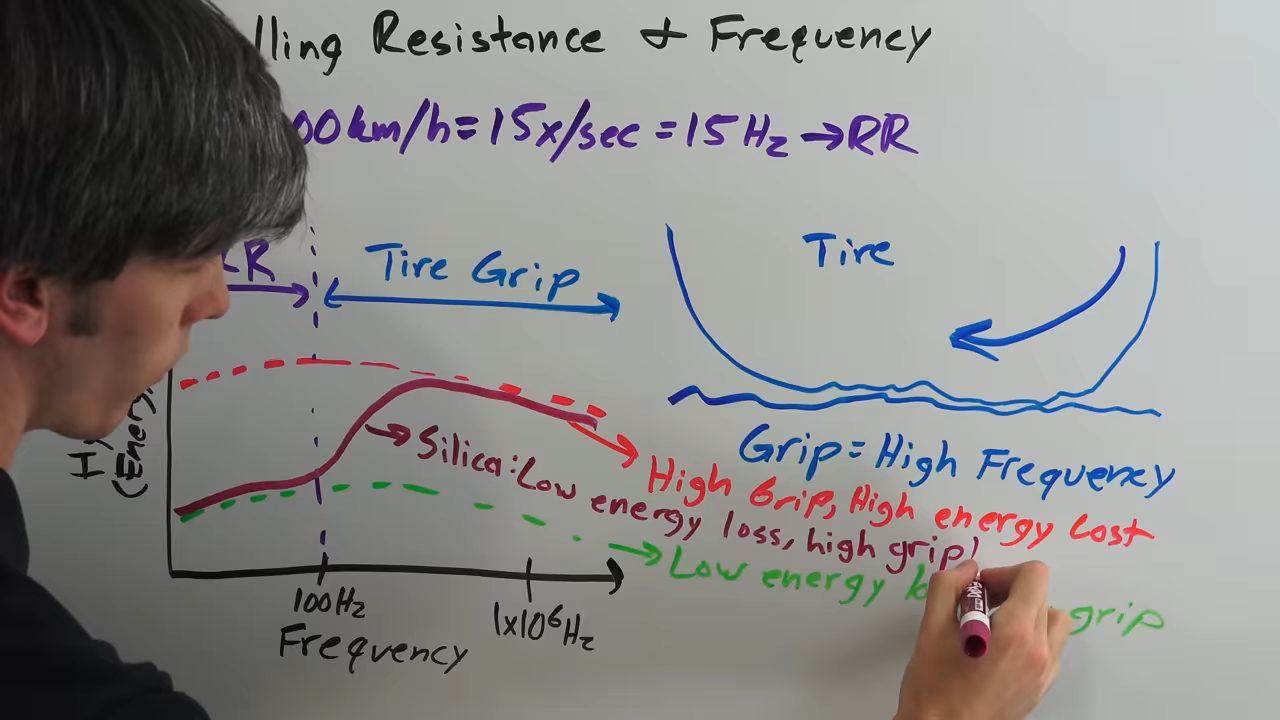 Resistance & Frequency
00km/h=15x/sec=15Hz→RR
RR
Tire Grip
Tire
Grip=High Frequency
High Grip, High energy Lost
Silica: Low energy loss, high grip!
Low energy grip
100Hz
1x10⁶Hz
Frequency
(Energy